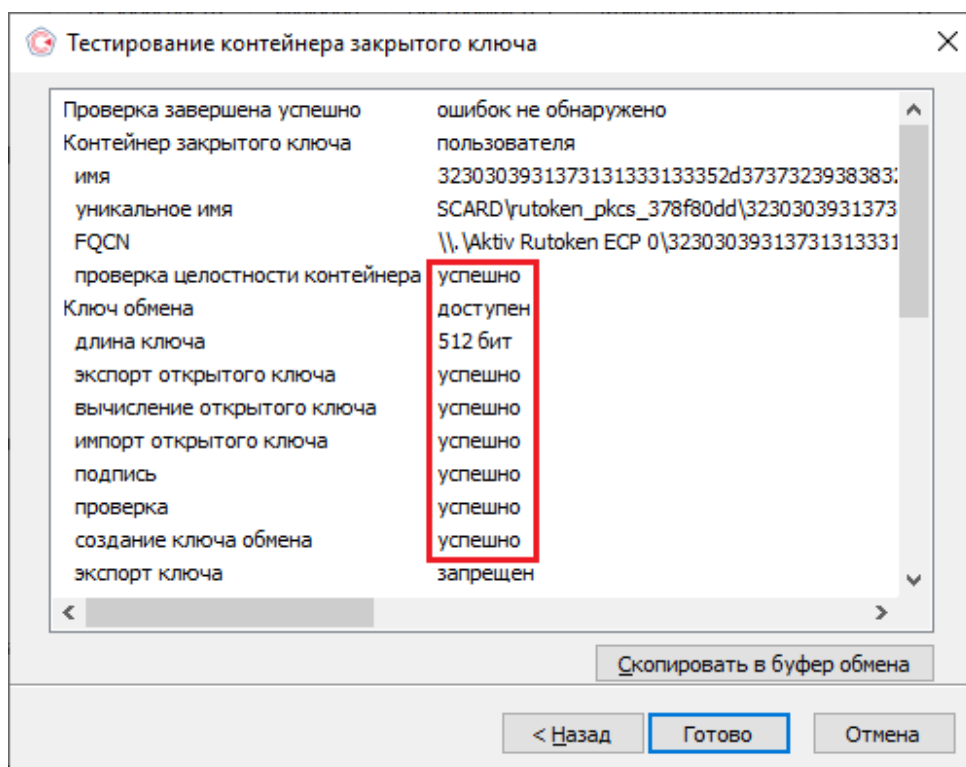 Тестирование контейнера закрытого ключа
Проверка завершена успешно ошибок не обнаружено
Контейнер закрытого ключа пользователя
имя 3230303931373131333133352d3737323938383
уникальное имя SCARD\rutoken_pkcs_378f80dd\3230303931373
FQCN \\.\Aktiv Rutoken ECP 0\3230303931373131333 1
проверка целостности контейнера успешно
Ключ обмена доступен
длина ключа 512 бит
экспорт открытого ключа успешно
вычисление открытого ключа успешно
импорт открытого ключа успешно
подпись успешно
проверка успешно
создание ключа обмена успешно
экспорт ключа запрещен
Скопировать в буфер обмена
< Назад Готово Отмена